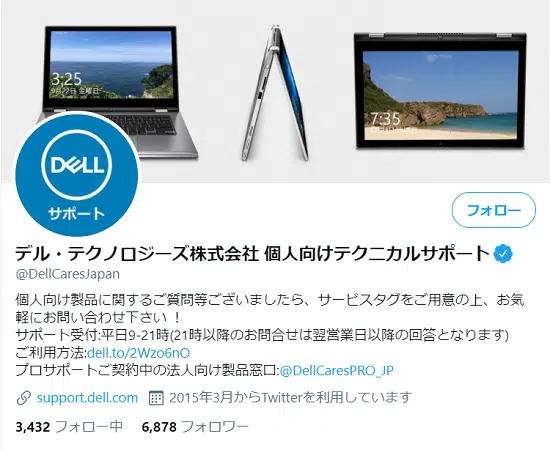 3:25
9月22日 金曜日
7:35
DELL
サポート
フォロー
デル・テクノロジーズ株式会社 個人向けテクニカルサポート
@DellCaresJapan
個人向け製品に関するご質問等ございましたら、サービスタグをご用意の上、お気
軽にお問い合わせ下さい！
サポート受付:平日9-21時(21時以降のお問合せは翌営業日以降の回答となります)
ご利用方法:dell.to/2Wzo6nO
プロサポートご契約中の法人向け製品窓口:@DellCaresPRO_JP
support.dell.com 2015年3月からTwitterを利用しています
3,432 フォロー中 6,878 フォロワー